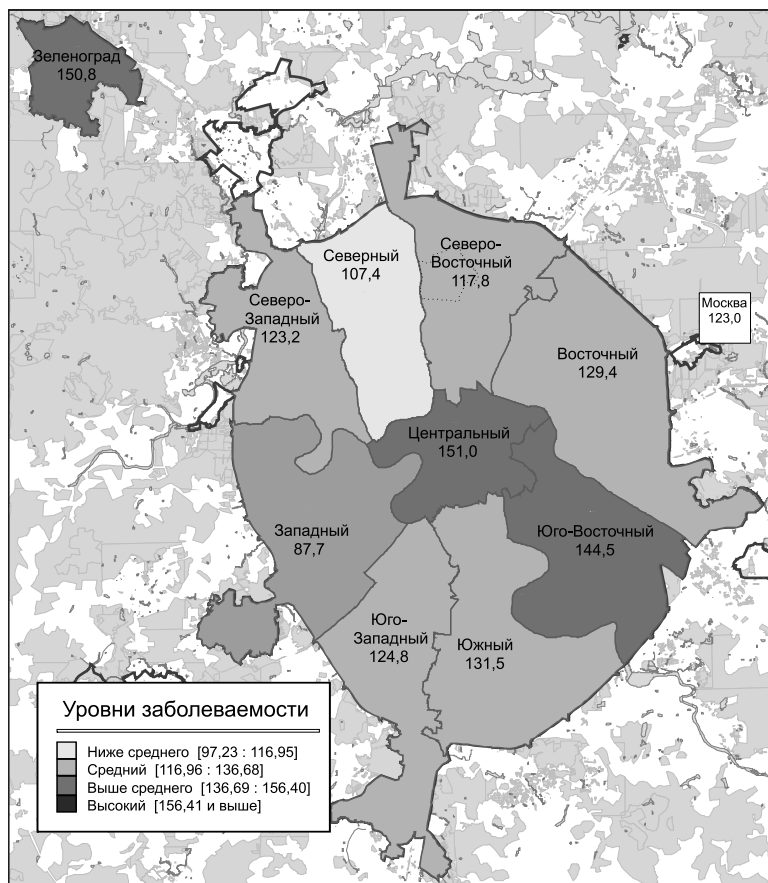 Зеленоград
150,8
Северный
107,4
Северо-
Восточный
117,8
Северо-
Западный
123,2
Москва
123,0
Восточный
129,4
Центральный
151,0
Западный
87,7
Юго-Восточный
144,5
Юго-
Западный
124,8
Южный
131,5
Уровни заболеваемости
Ниже среднего [97,23 : 116,95]
Средний [116,96 : 136,68]
Выше среднего [136,69 : 156,40]
Высокий [156,41 и выше]